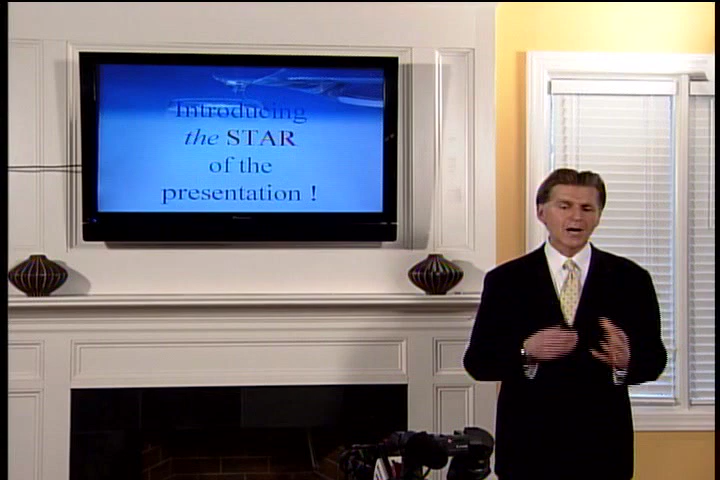 Introducing
the STAR
of the
presentation !